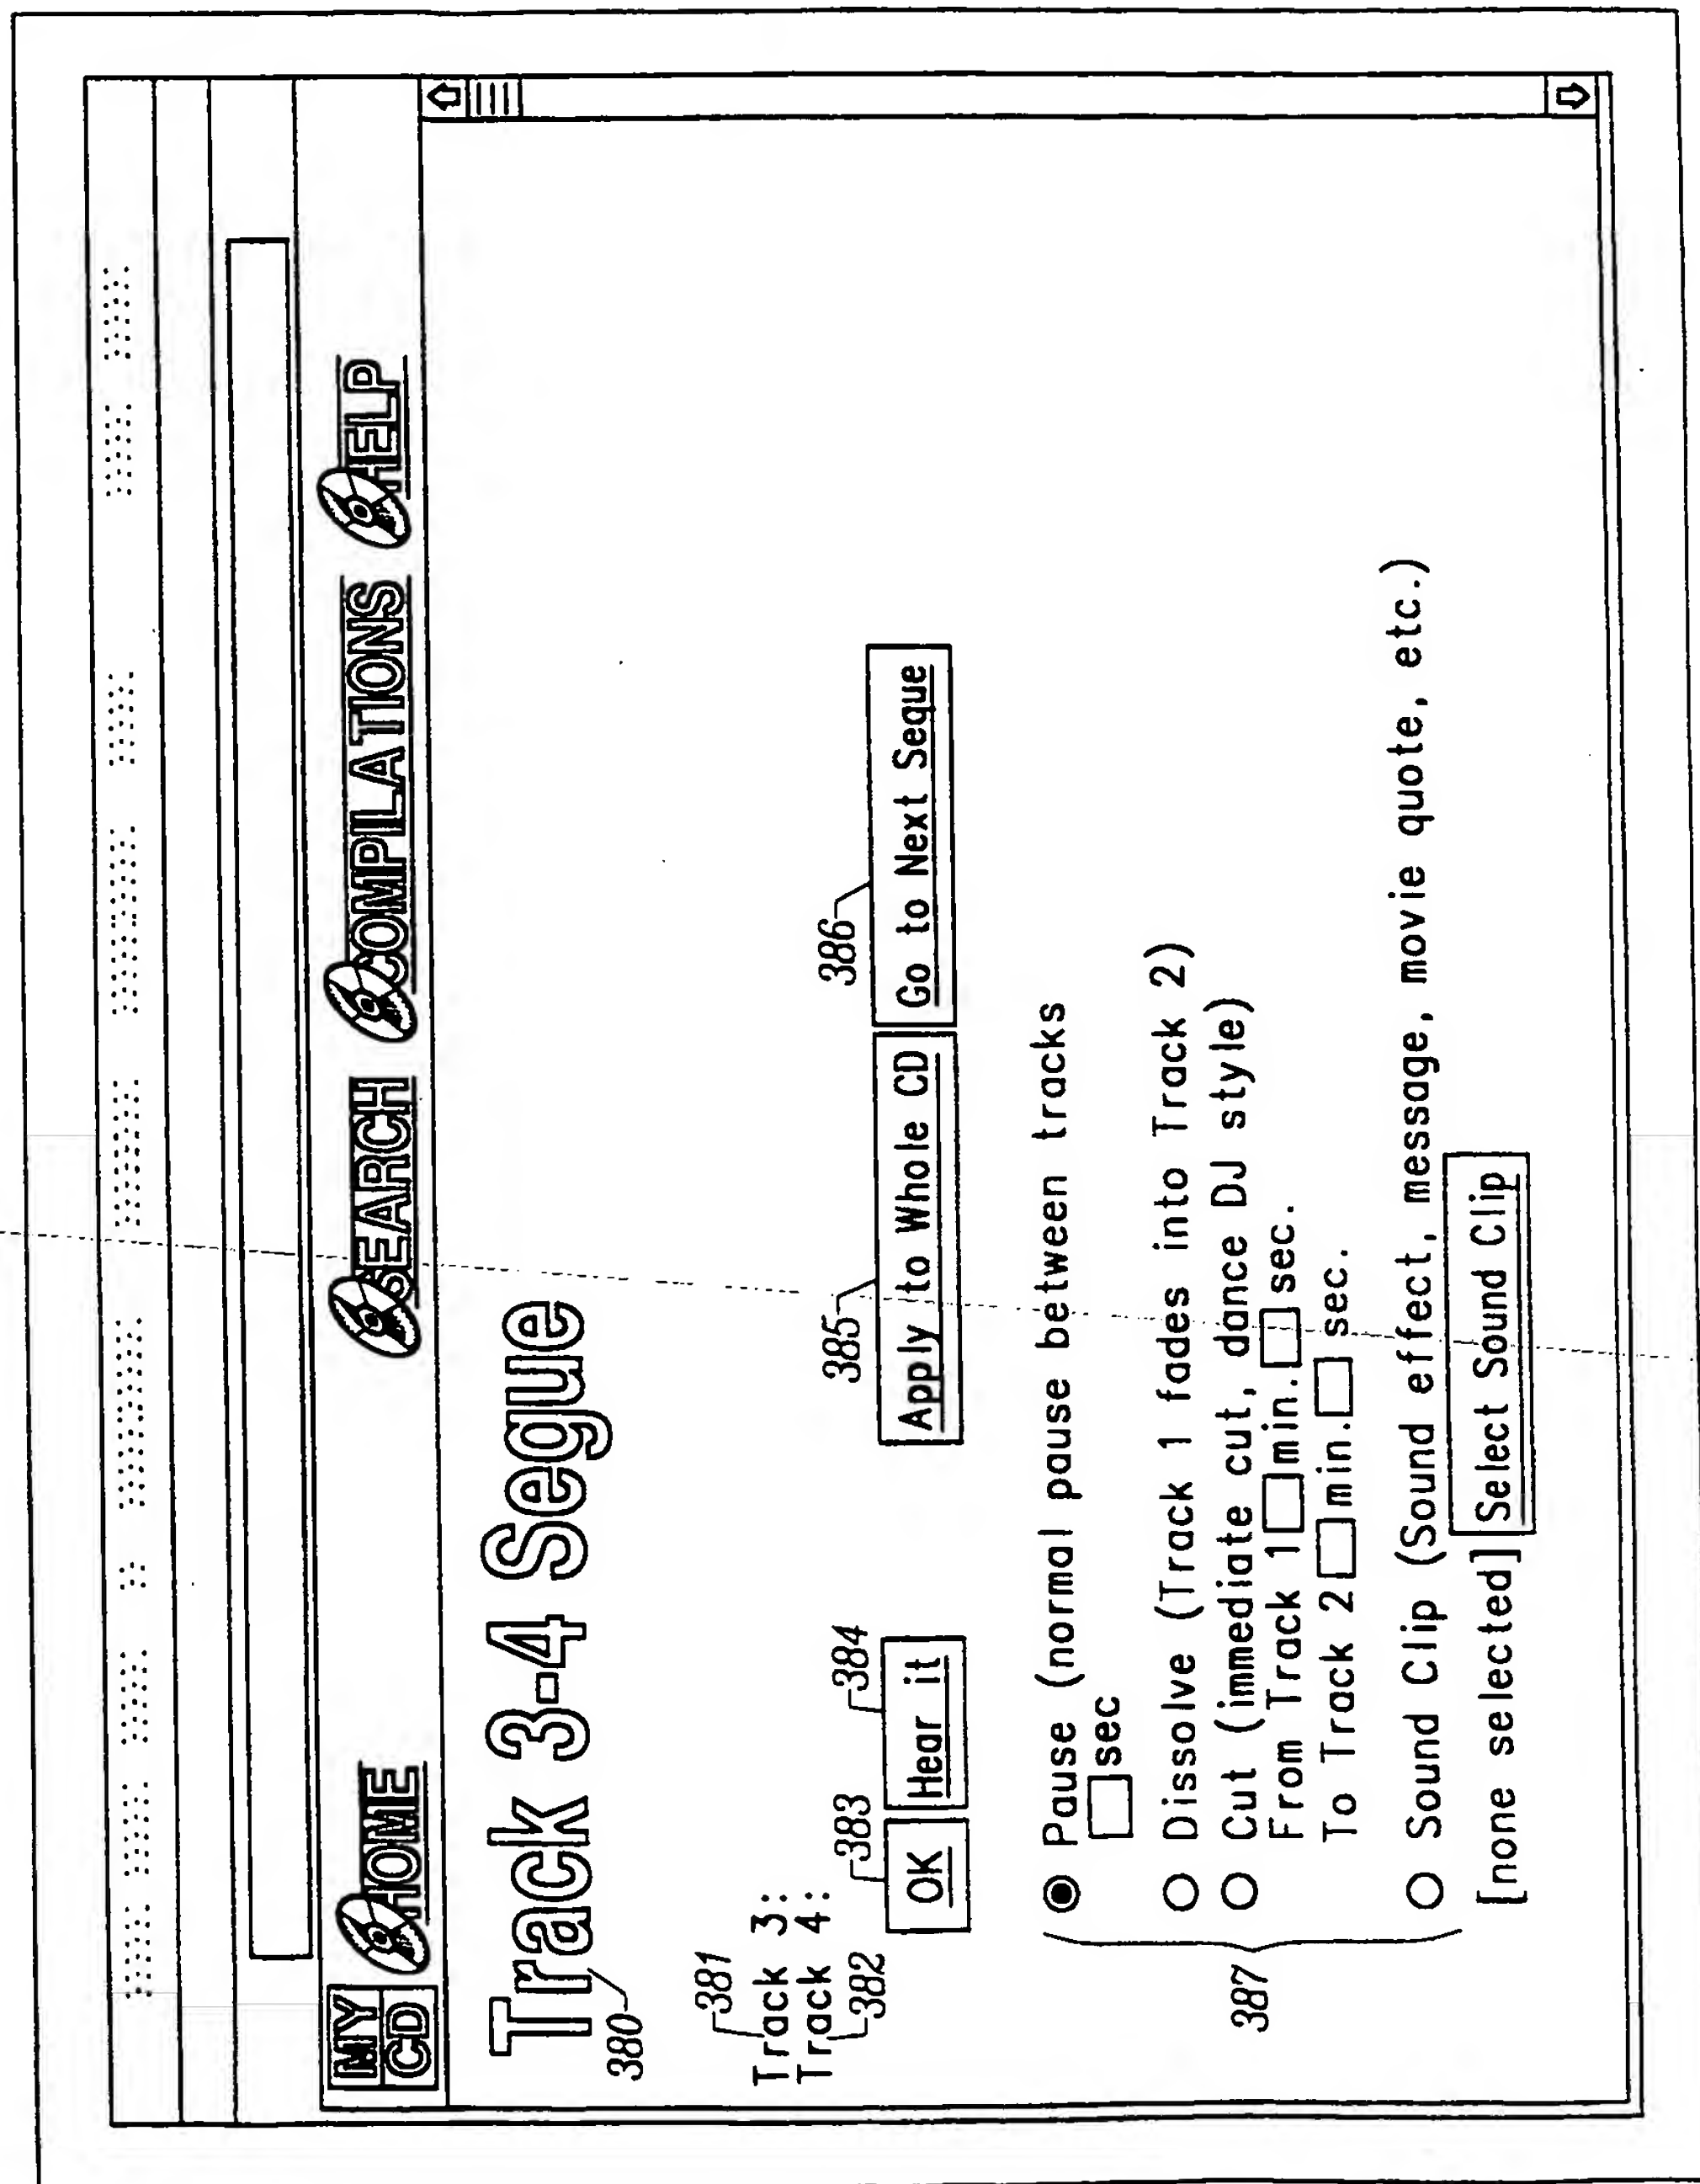 MY CD HOME SEARCH COMPILATIONS HELP
Track 3-4 Segue
380
381
Track 3:
Track 4:
382
383 384 385 386
OK Hear it Apply to Whole CD Go to Next Seque
Pause (normal pause between tracks
sec
Dissolve (Track 1 fades into Track 2)
Cut (immediate cut, dance DJ style)
From Track 1 min. sec.
To Track 2 min. sec.
387
Sound Clip (Sound effect, message, movie quote, etc.)
[none selected] Select Sound Clip